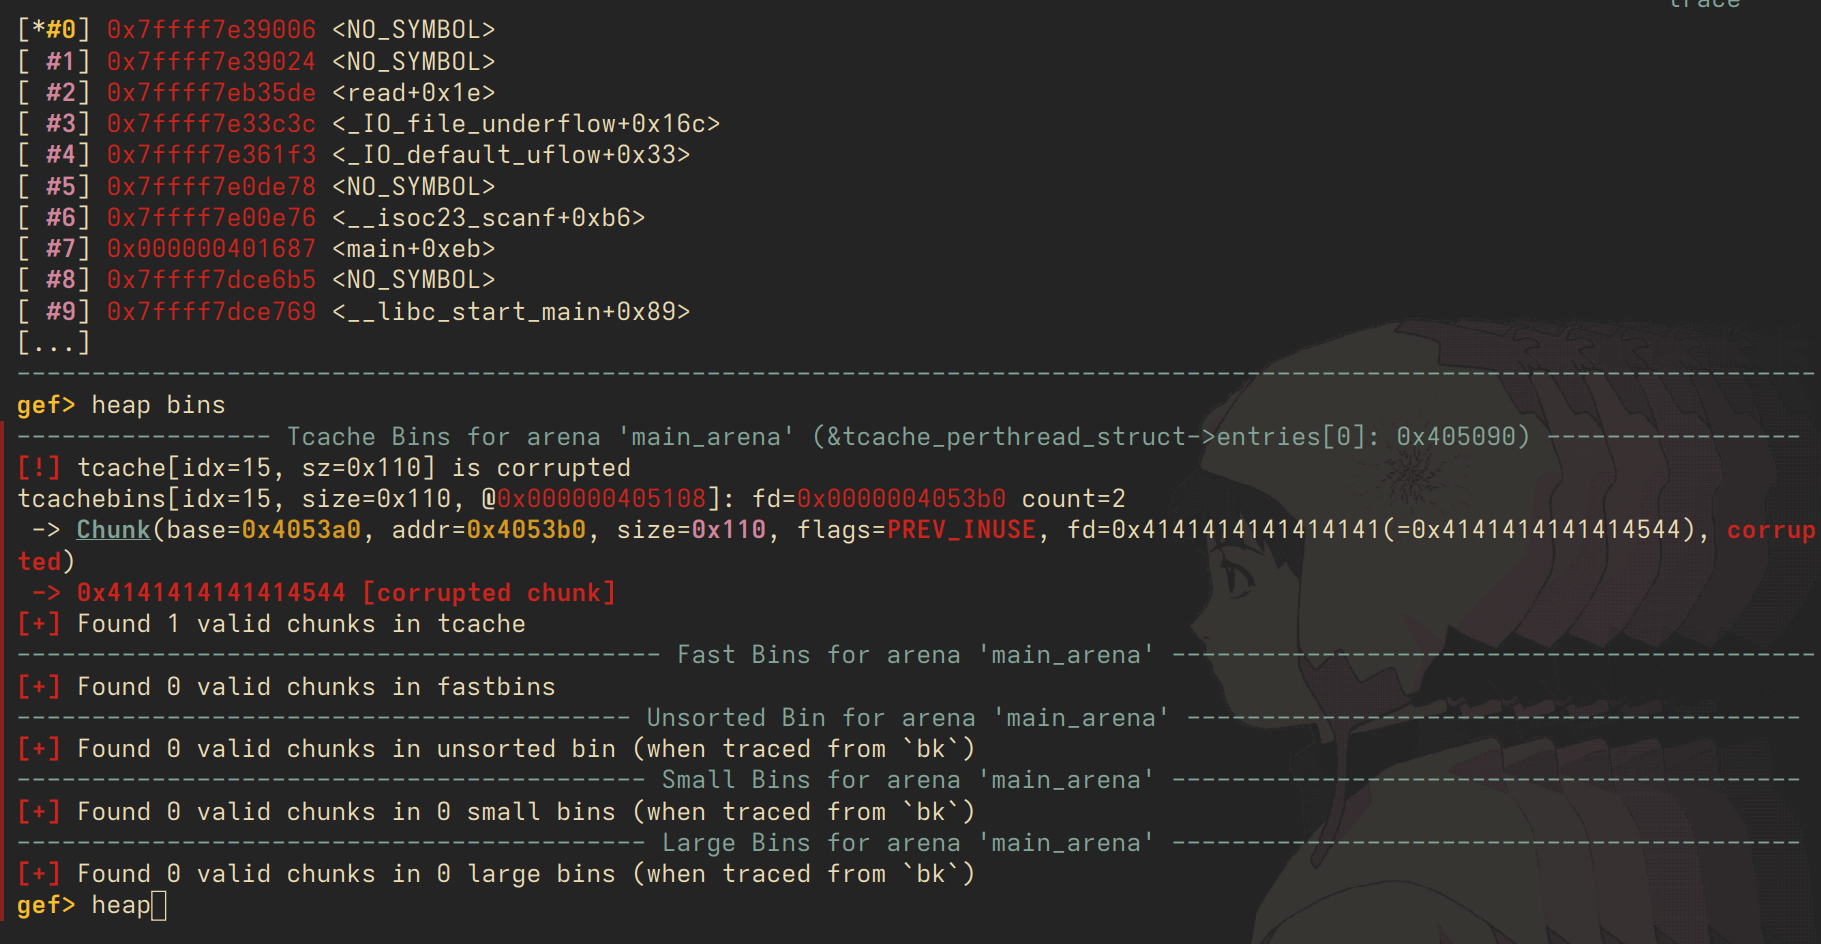 trace
[*#0] 0x7ffff7e39006 <NO_SYMBOL>
[ #1] 0x7ffff7e39024 <NO_SYMBOL>
[ #2] 0x7ffff7eb35de <read+0x1e>
[ #3] 0x7ffff7e33c3c <_IO_file_underflow+0x16c>
[ #4] 0x7ffff7e361f3 <_IO_default_uflow+0x33>
[ #5] 0x7ffff7e0de78 <NO_SYMBOL>
[ #6] 0x7ffff7e00e76 <__isoc23_scanf+0xb6>
[ #7] 0x000000401687 <main+0xeb>
[ #8] 0x7ffff7dce6b5 <NO_SYMBOL>
[ #9] 0x7ffff7dce769 <__libc_start_main+0x89>
[...]
------------------------------------------------------------------------------------------------------------------------
gef> heap bins
----------------- Tcache Bins for arena 'main_arena' (&tcache_perthread_struct->entries[0]: 0x405090) -----------------
[!] tcache[idx=15, sz=0x110] is corrupted
tcachebins[idx=15, size=0x110, @0x000000405108]: fd=0x0000004053b0 count=2
 -> Chunk(base=0x4053a0, addr=0x4053b0, size=0x110, flags=PREV_INUSE, fd=0x4141414141414141(=0x4141414141414544), corrup
ted)
 -> 0x4141414141414544 [corrupted chunk]
[+] Found 1 valid chunks in tcache
------------------------------------------- Fast Bins for arena 'main_arena' -------------------------------------------
[+] Found 0 valid chunks in fastbins
----------------------------------------- Unsorted Bin for arena 'main_arena' -----------------------------------------
[+] Found 0 valid chunks in unsorted bin (when traced from `bk`)
------------------------------------------ Small Bins for arena 'main_arena' ------------------------------------------
[+] Found 0 valid chunks in 0 small bins (when traced from `bk`)
------------------------------------------ Large Bins for arena 'main_arena' ------------------------------------------
[+] Found 0 valid chunks in 0 large bins (when traced from `bk`)
gef> heap